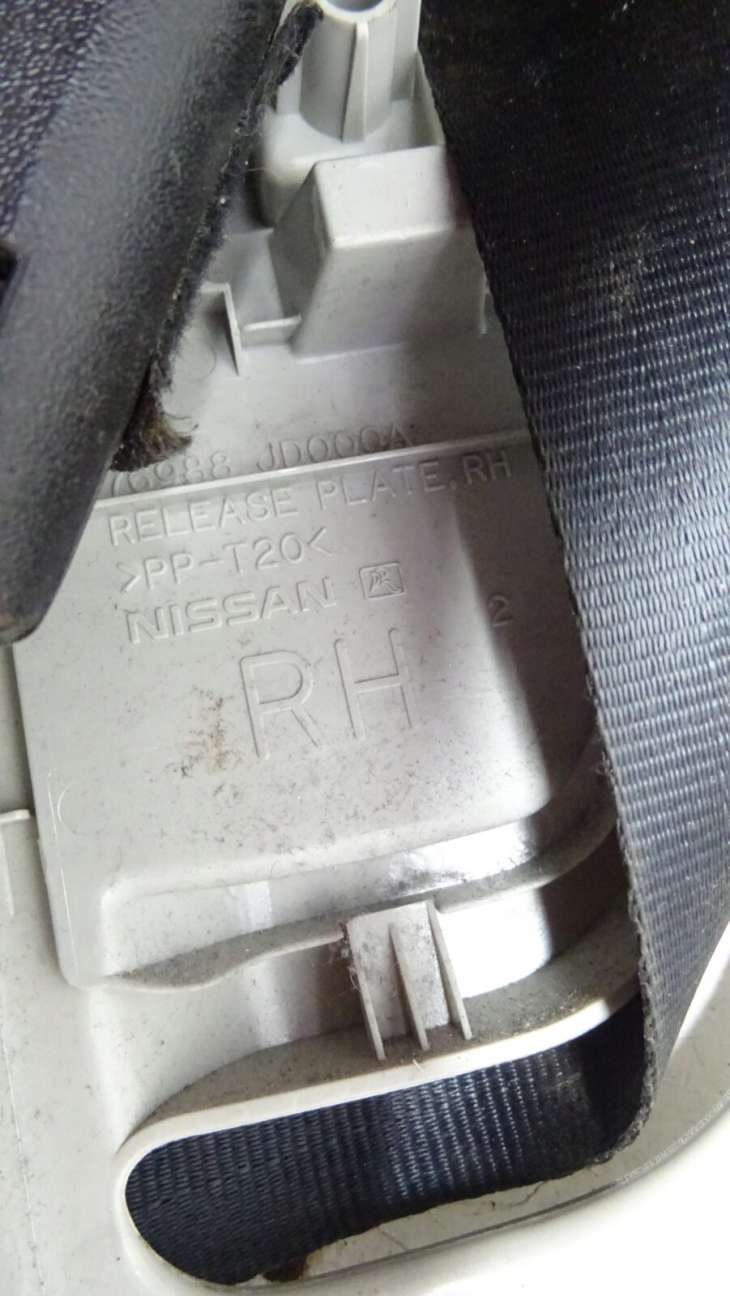 76988 JD000A
RELEASE PLATE,RH
>PP-T20<
NISSAN
RH
2